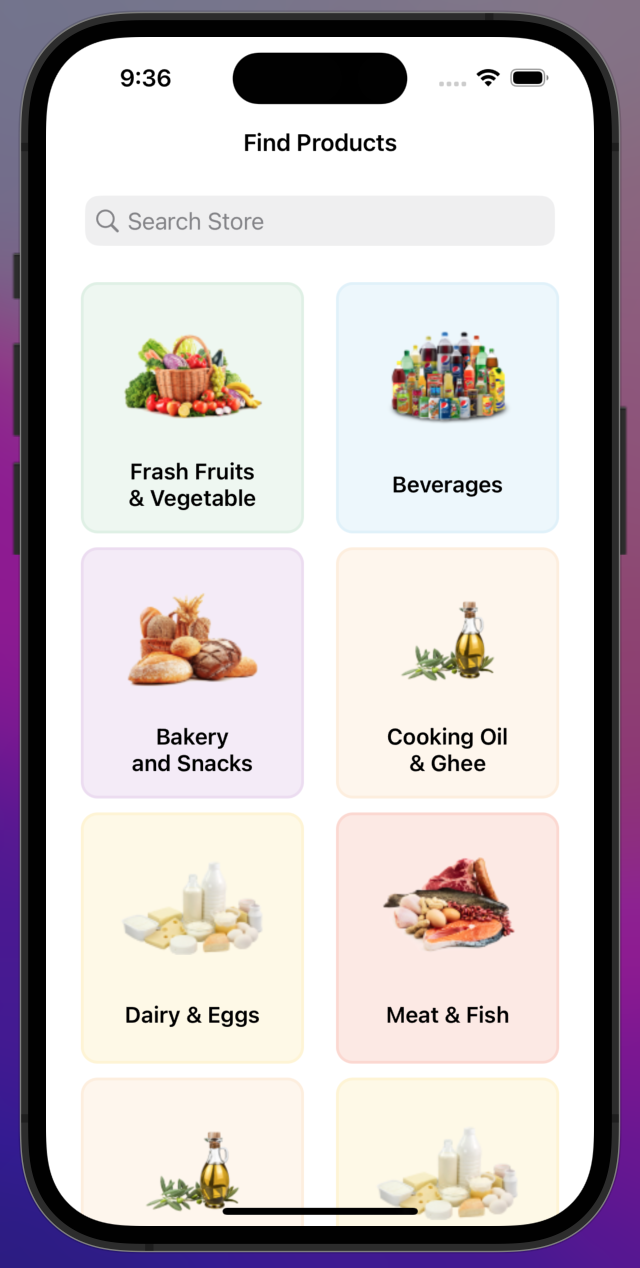 9:36
Find Products
Search Store
Frash Fruits
& Vegetable
Beverages
Bakery
and Snacks
Cooking Oil
& Ghee
Dairy & Eggs
Meat & Fish